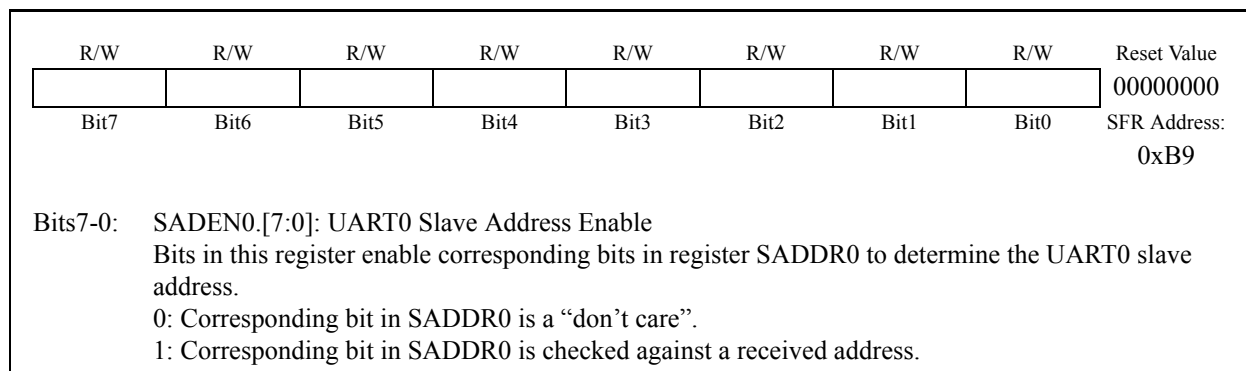 R/W R/W R/W R/W R/W R/W R/W R/W Reset Value
00000000
Bit7 Bit6 Bit5 Bit4 Bit3 Bit2 Bit1 Bit0 SFR Address:
0xB9
Bits7-0: SADEN0.[7:0]: UART0 Slave Address Enable
Bits in this register enable corresponding bits in register SADDR0 to determine the UART0 slave
address.
0: Corresponding bit in SADDR0 is a “don’t care”.
1: Corresponding bit in SADDR0 is checked against a received address.